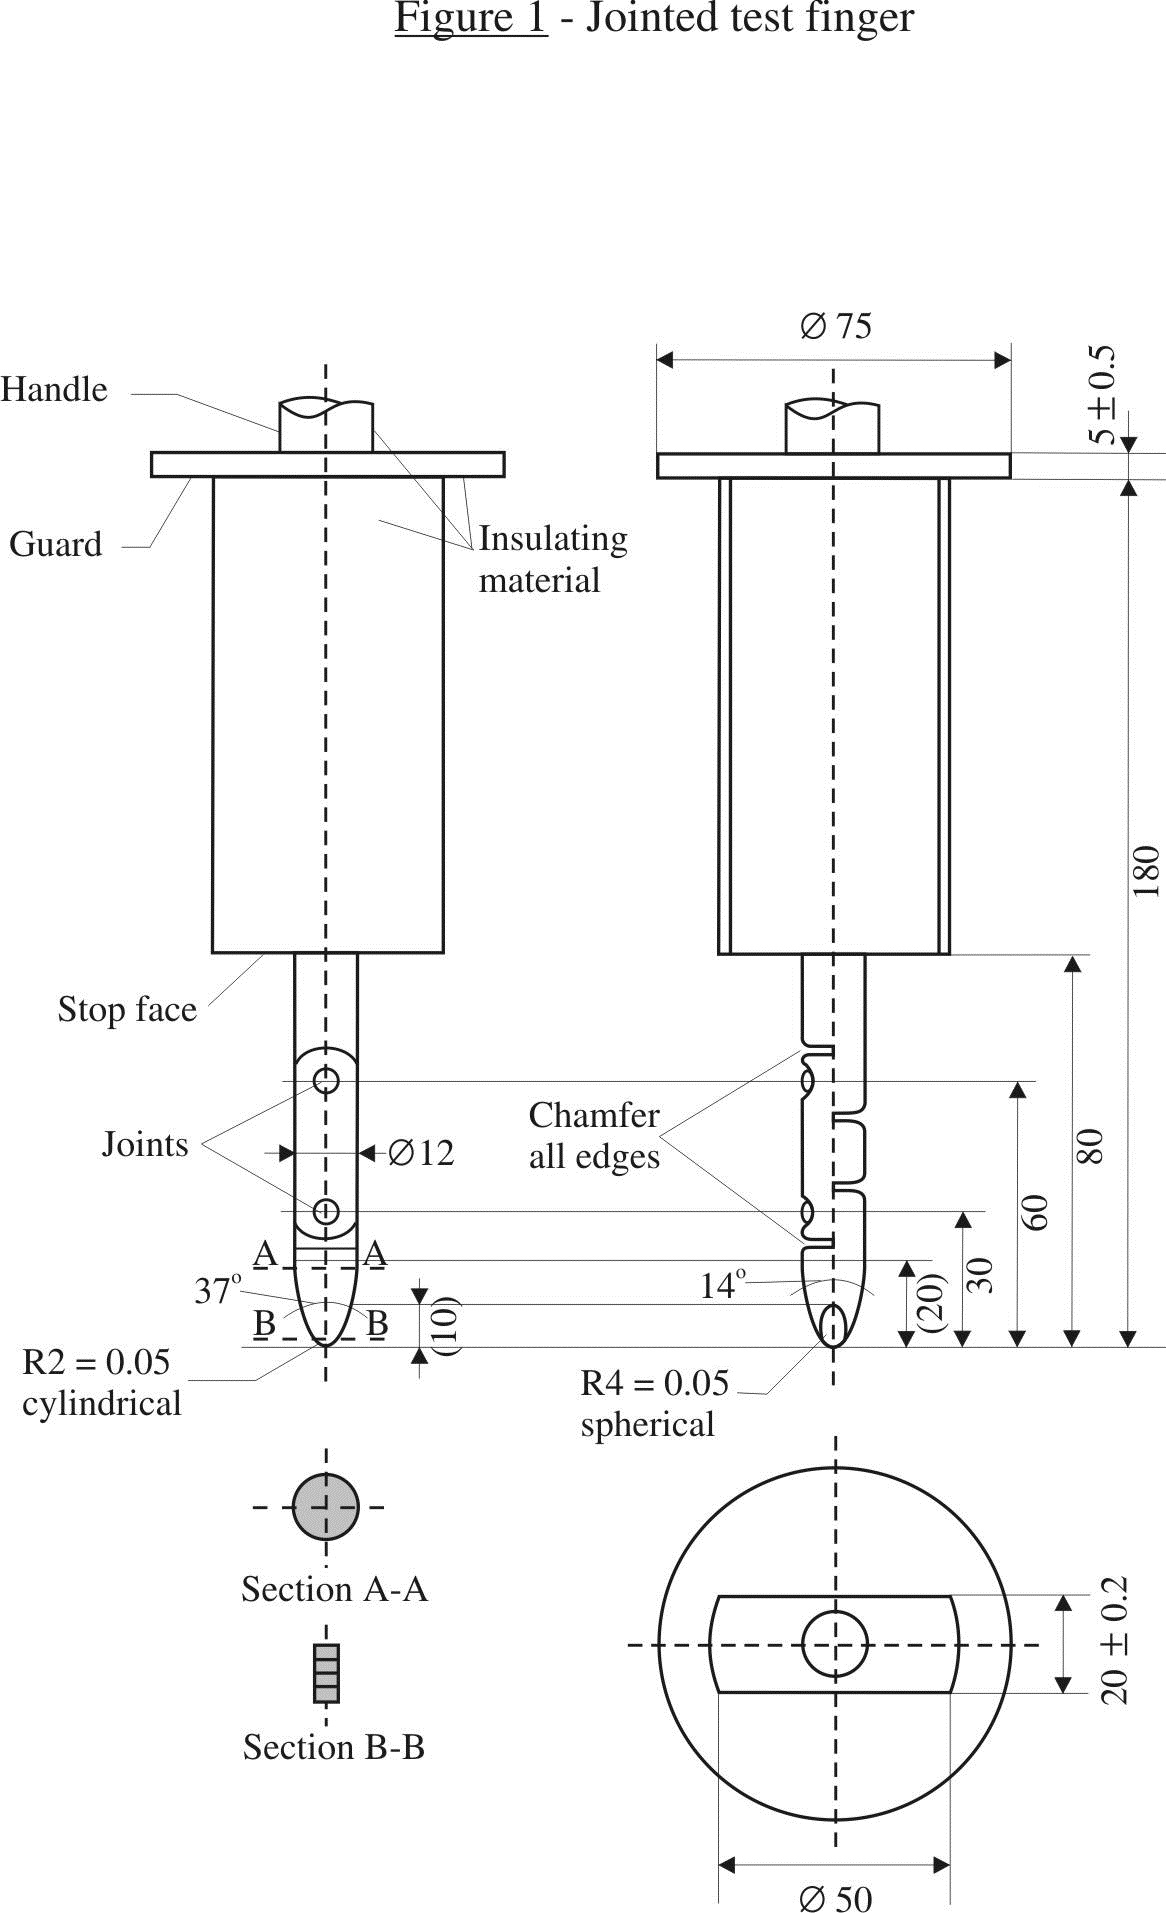 Figure 1 - Jointed test finger
∅ 75
Handle
5 ± 0.5
Guard
Insulating
material
180
Stop face
Chamfer
all edges
Joints
∅12
80
60
A A
30
37°
14°
(20)
B B
(10)
R2 = 0.05
cylindrical
R4 = 0.05
spherical
Section A-A
20 ± 0.2
Section B-B
∅ 50